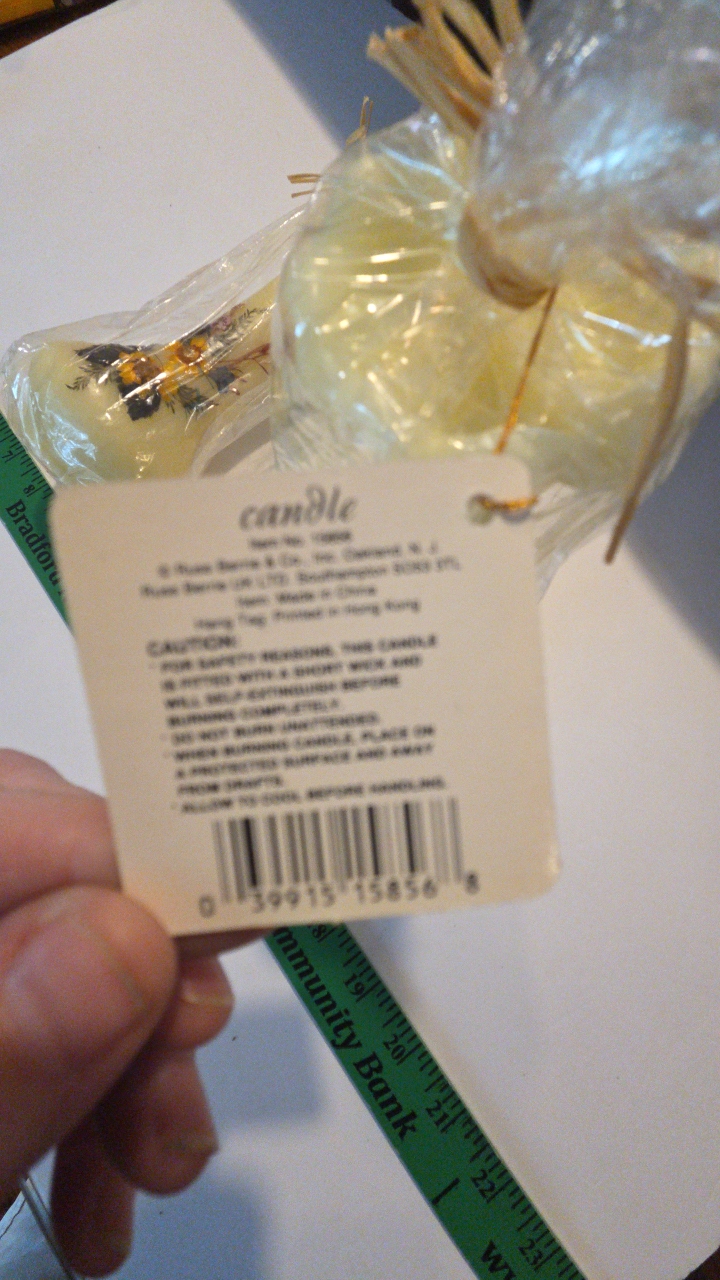 candle
Item No. 15856
© Russ Berrie & Co., Inc. Oakland, N. J.
Russ Berrie UK LTD. Southampton SO53
Item: Made in China
Hang Tag: Printed in Hong Kong
CAUTION:
* FOR SAFETY REASONS, THIS CANDLE
IS FITTED WITH A SHORT WICK AND
WILL SELF-EXTINGUISH BEFORE
BURNING COMPLETELY.
* DO NOT BURN UNATTENDED.
* WHEN BURNING CANDLE, PLACE ON
A PROTECTED SURFACE AND AWAY
FROM DRAFTS.
* ALLOW TO COOL BEFORE HANDLING.
0 39915 15856 8
8
Bradford
18 19 20 21 22 23
mmunity Bank